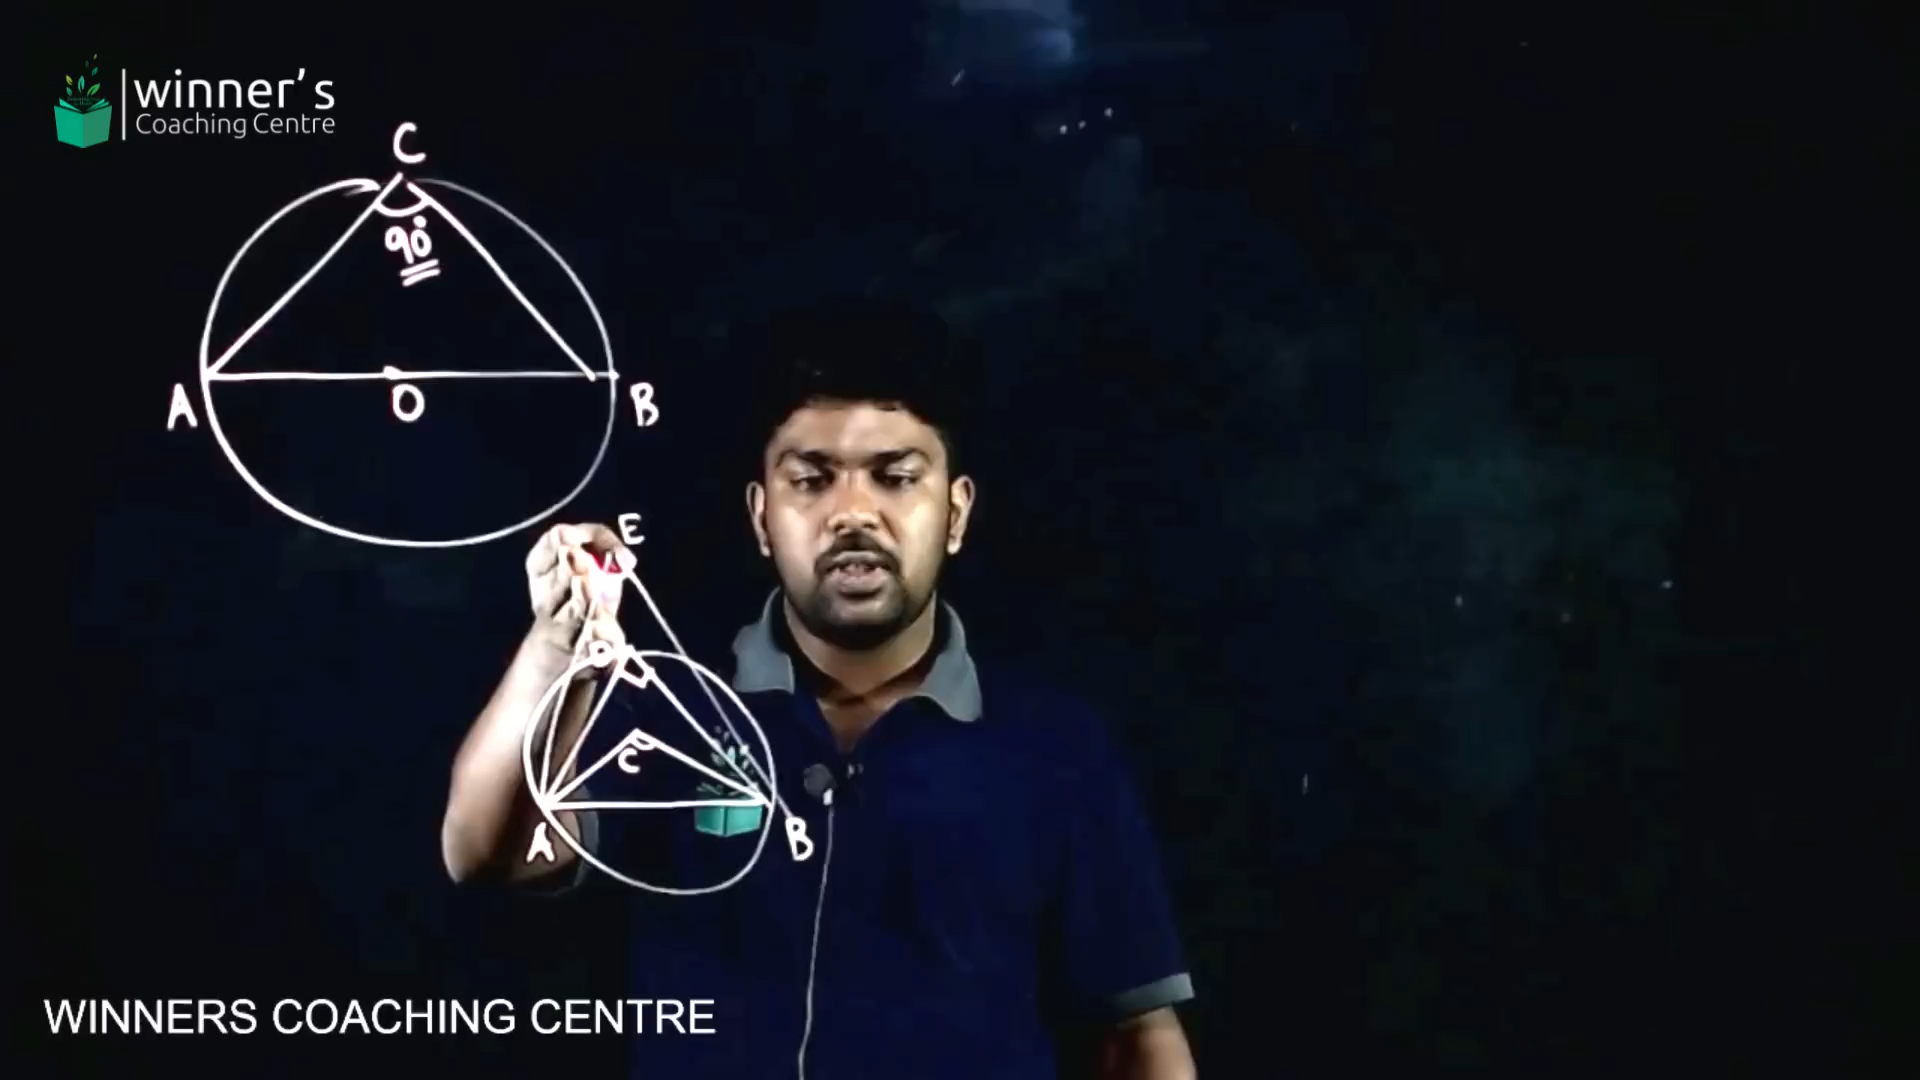 winner's
Coaching Centre
C
90°
A
O
B
E
D
C
A
B
WINNERS COACHING CENTRE